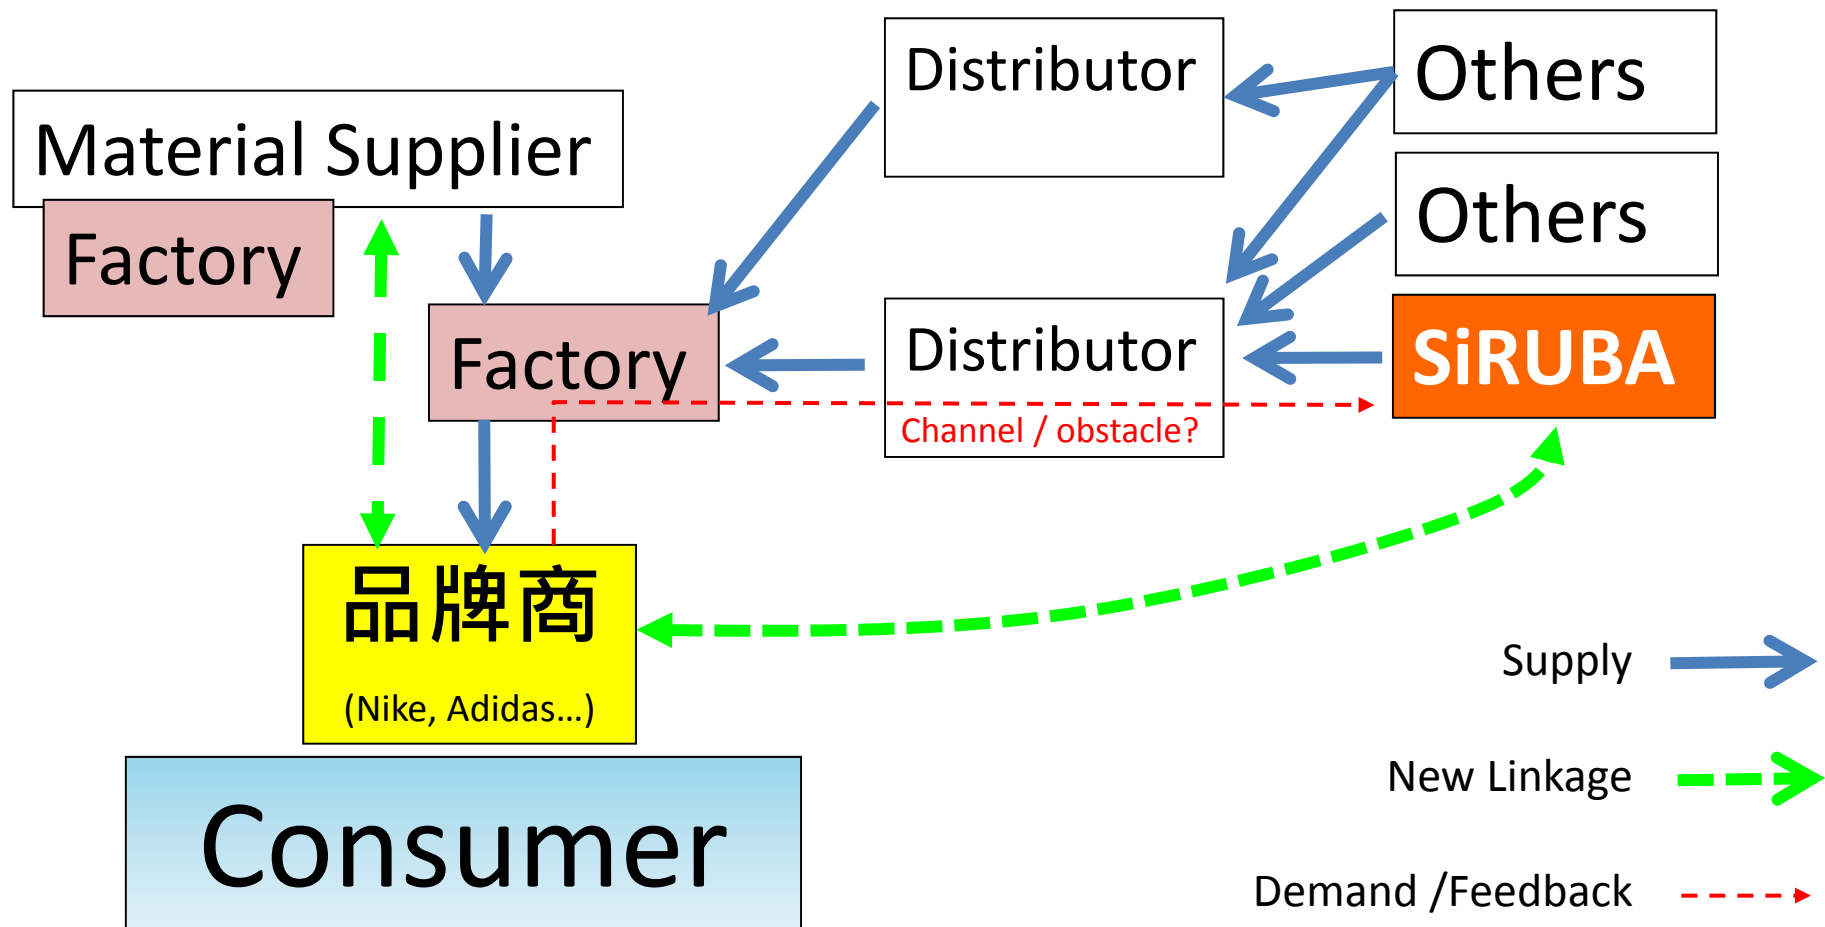 Distributor
Others
Material Supplier
Others
Factory
Factory
Distributor
SiRUBA
Channel / obstacle?
品牌商
(Nike, Adidas...)
Supply
New Linkage
Consumer
Demand /Feedback